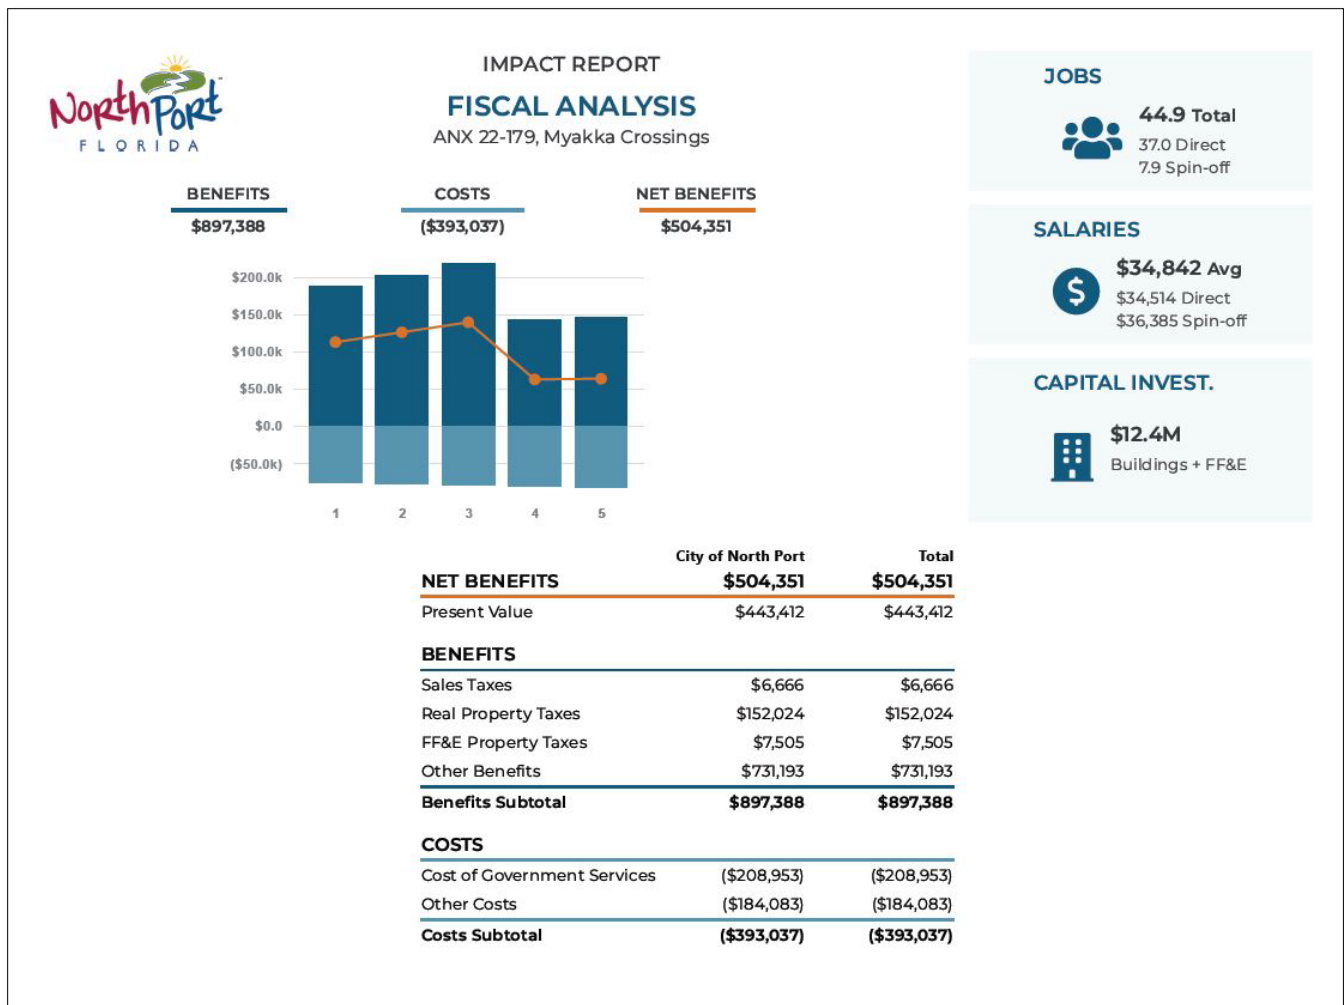 NorthPort
FLORIDA
IMPACT REPORT
FISCAL ANALYSIS
ANX 22-179, Myakka Crossings
BENEFITS COSTS NET BENEFITS
$897,388 ($393,037) $504,351
$200.0k
$150.0k
$100.0k
$50.0k
$0.0
($50.0k)
1 2 3 4 5
JOBS
44.9 Total
37.0 Direct
7.9 Spin-off
SALARIES
$34,842 Avg
$34,514 Direct
$36,385 Spin-off
CAPITAL INVEST.
$12.4M
Buildings + FF&E
City of North Port Total
NET BENEFITS $504,351 $504,351
Present Value $443,412 $443,412
BENEFITS
Sales Taxes $6,666 $6,666
Real Property Taxes $152,024 $152,024
FF&E Property Taxes $7,505 $7,505
Other Benefits $731,193 $731,193
Benefits Subtotal $897,388 $897,388
COSTS
Cost of Government Services ($208,953) ($208,953)
Other Costs ($184,083) ($184,083)
Costs Subtotal ($393,037) ($393,037)